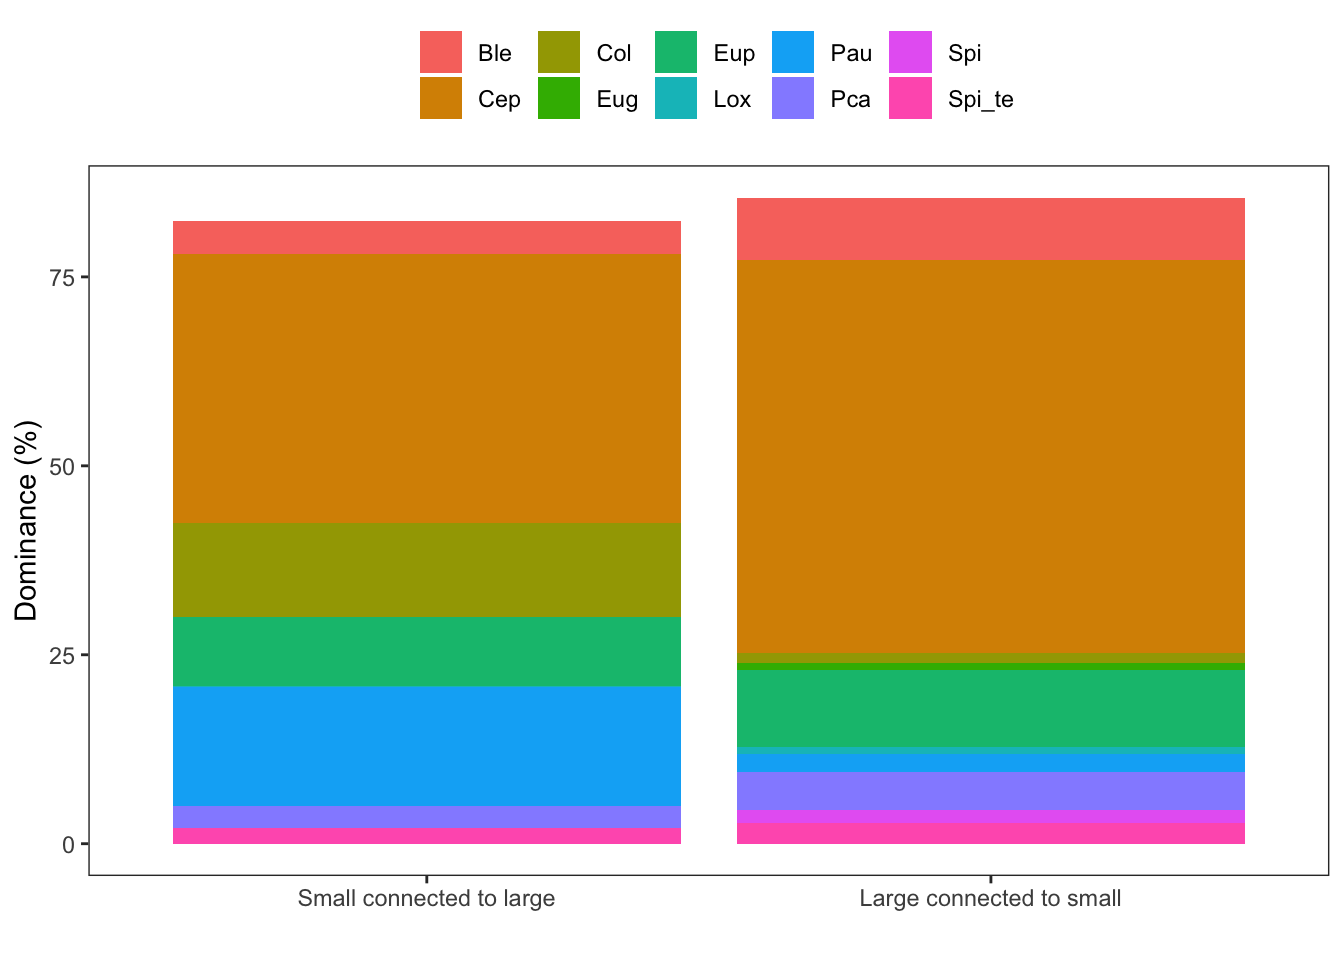 Ble Col Eup Pau Spi
Cep Eug Lox Pca Spi_te
Dominance (%)
75
50
25
0
Small connected to large
Large connected to small